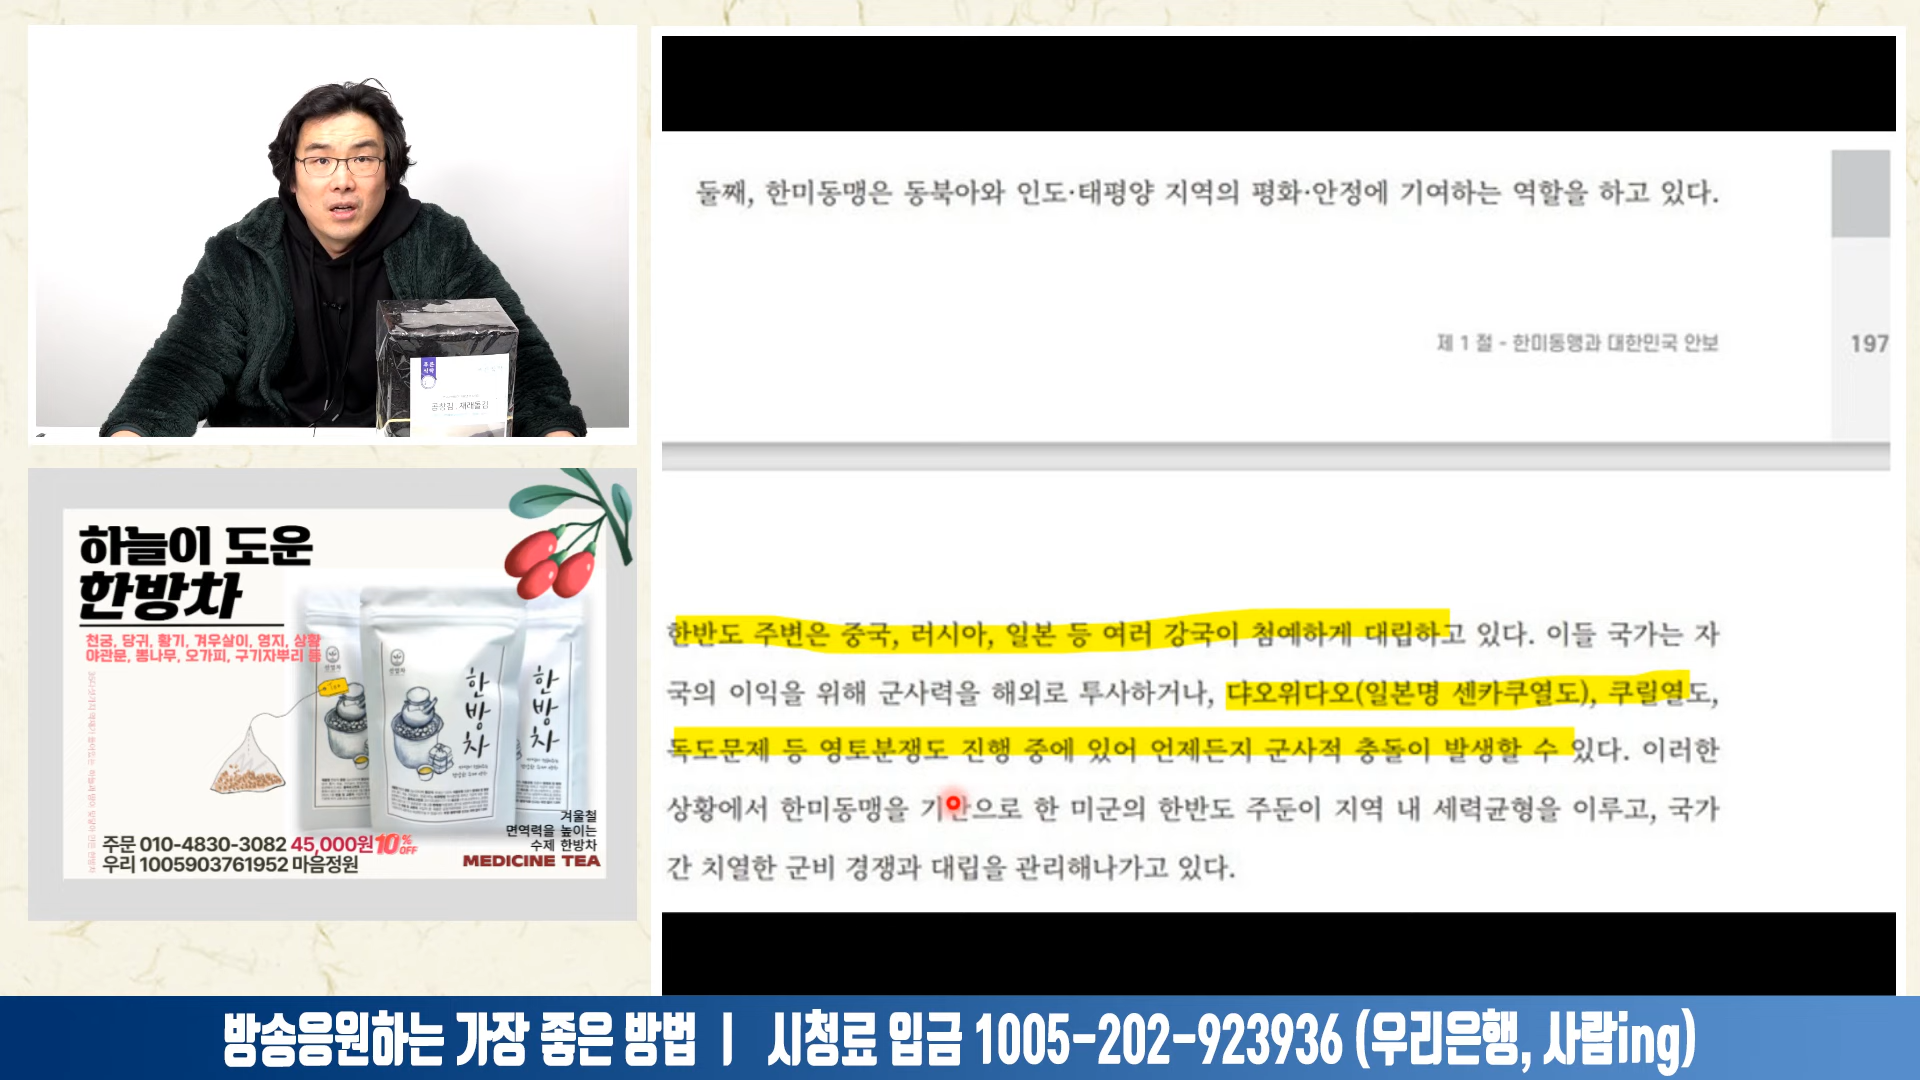 둘째, 한미동맹은 동북아와 인도·태평양 지역의 평화·안정에 기여하는 역할을 하고 있다.
제 1 절 - 한미동맹과 대한민국 안보
197
한반도 주변은 중국, 러시아, 일본 등 여러 강국이 첨예하게 대립하고 있다. 이들 국가는 자
국의 이익을 위해 군사력을 해외로 투사하거나, 댜오위다오(일본명 센카쿠열도), 쿠릴열도,
독도문제 등 영토분쟁도 진행 중에 있어 언제든지 군사적 충돌이 발생할 수 있다. 이러한
상황에서 한미동맹을 기반으로 한 미군의 한반도 주둔이 지역 내 세력균형을 이루고, 국가
간 치열한 군비 경쟁과 대립을 관리해나가고 있다.
곱창김 재래돌김
하늘이 도운
한방차
천궁, 당귀, 황기, 겨우살이, 영지, 상황
야관문, 뽕나무, 오가피, 구기자뿌리 등
한방차
한방차
겨울철
면역력을 높이는
수제 한방차
MEDICINE TEA
주문 010-4830-3082 45,000원 10% OFF
우리 1005903761952 마음정원
방송응원하는 가장 좋은 방법 | 시청료 입금 1005-202-923936 (우리은행, 사람ing)